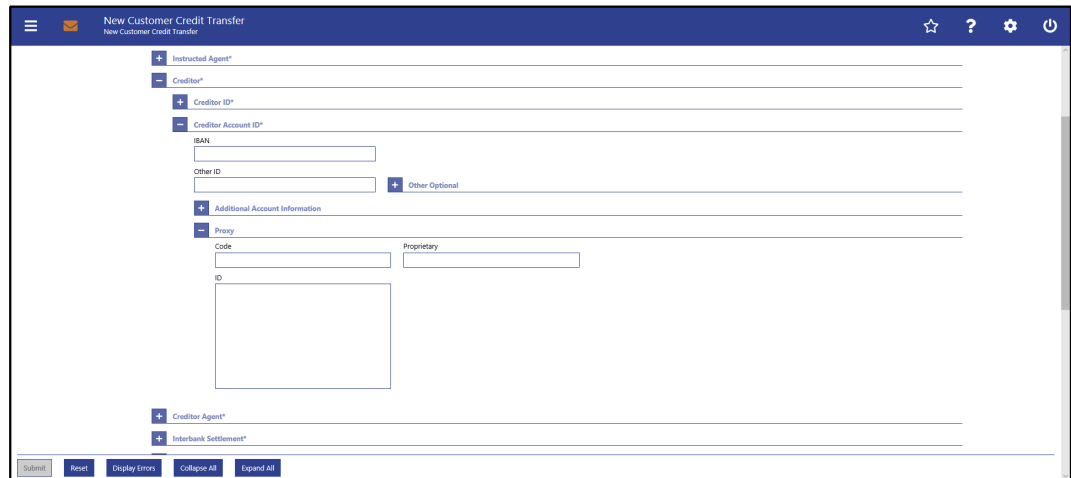 New Customer Credit Transfer
New Customer Credit Transfer
?
+ Instructed Agent*
− Creditor*
+ Creditor ID*
− Creditor Account ID*
IBAN
Other ID
+ Other Optional
+ Additional Account Information
− Proxy
Code Proprietary
ID
+ Creditor Agent*
+ Interbank Settlement*
Submit Reset Display Errors Collapse All Expand All